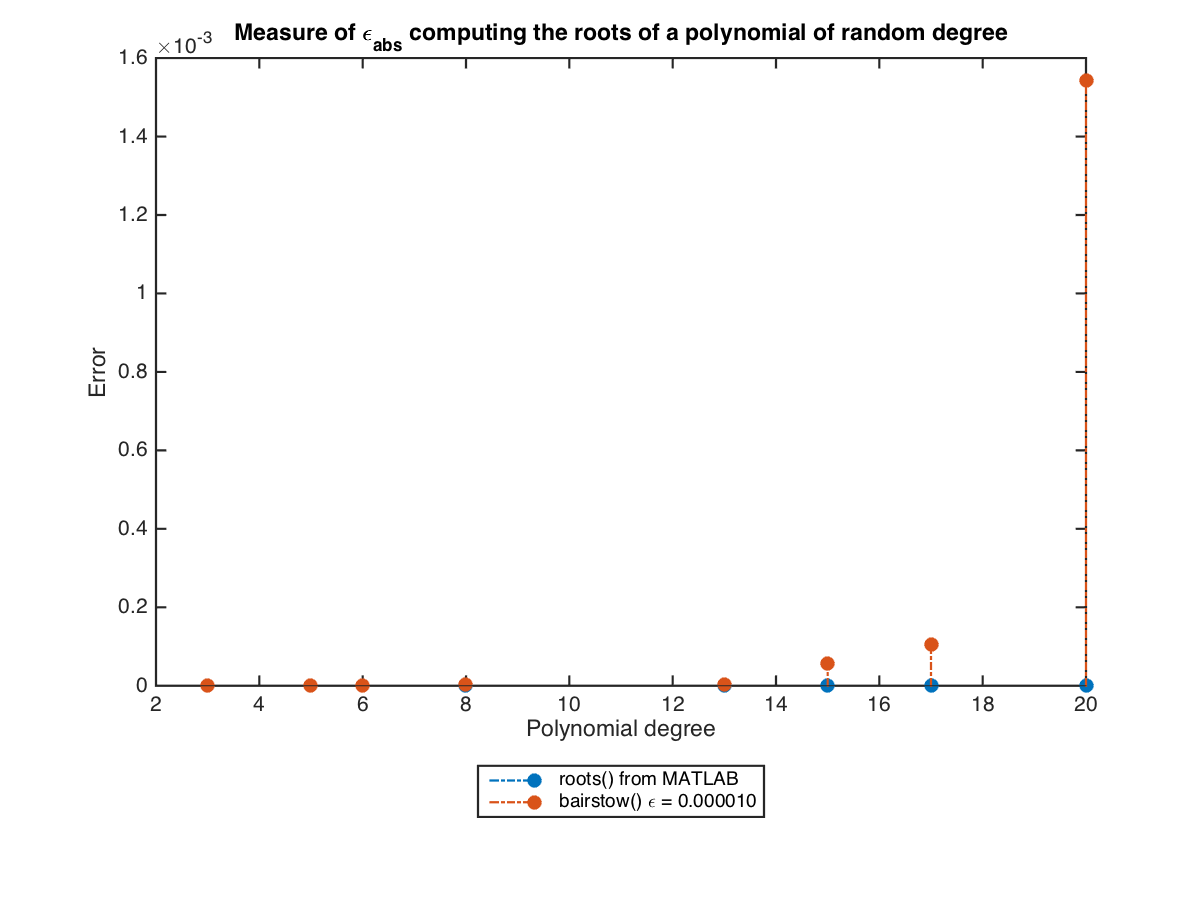 Measure of ϵabs computing the roots of a polynomial of random degree
×10-3
1.6
1.4
1.2
1
0.8
0.6
0.4
0.2
0
Error
2 4 6 8 10 12 14 16 18 20
Polynomial degree
roots() from MATLAB
bairstow() ϵ = 0.000010